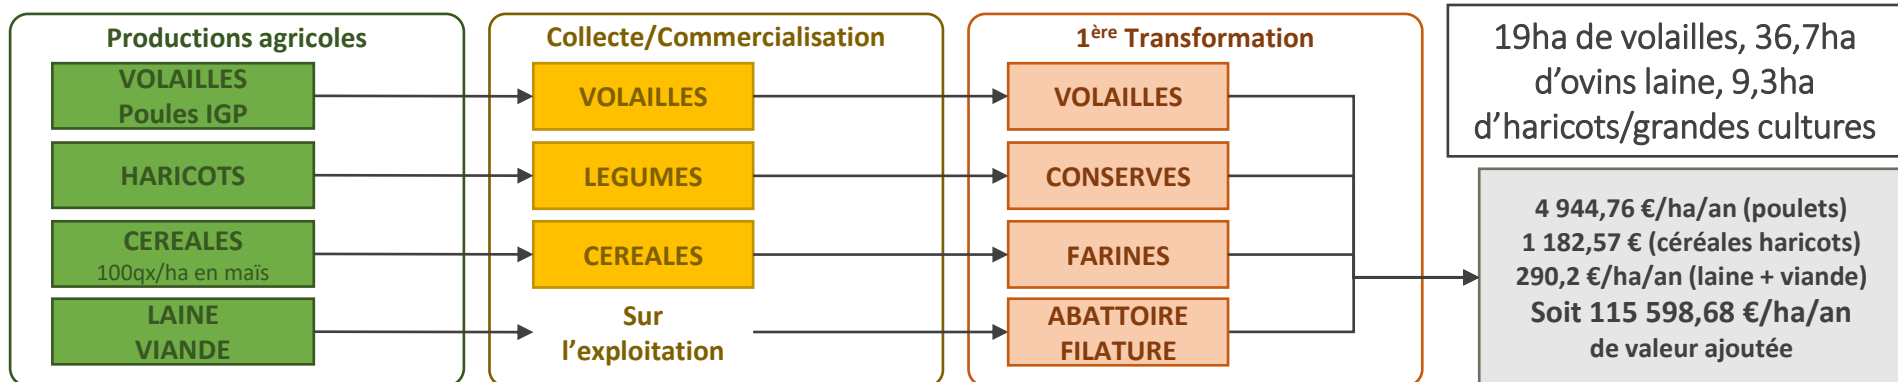 Productions agricoles
VOLAILLES
Poules IGP
HARICOTS
CEREALES
100qx/ha en maïs
LAINE
VIANDE
Collecte/Commercialisation
VOLAILLES
LEGUMES
CEREALES
Sur
l'exploitation
1ère Transformation
VOLAILLES
CONSERVES
FARINES
ABATTOIRE
FILATURE
19ha de volailles, 36,7ha
d'ovins laine, 9,3ha
d'haricots/grandes cultures
4 944,76 €/ha/an (poulets)
1 182,57 € (céréales haricots)
290,2 €/ha/an (laine + viande)
Soit 115 598,68 €/ha/an
de valeur ajoutée